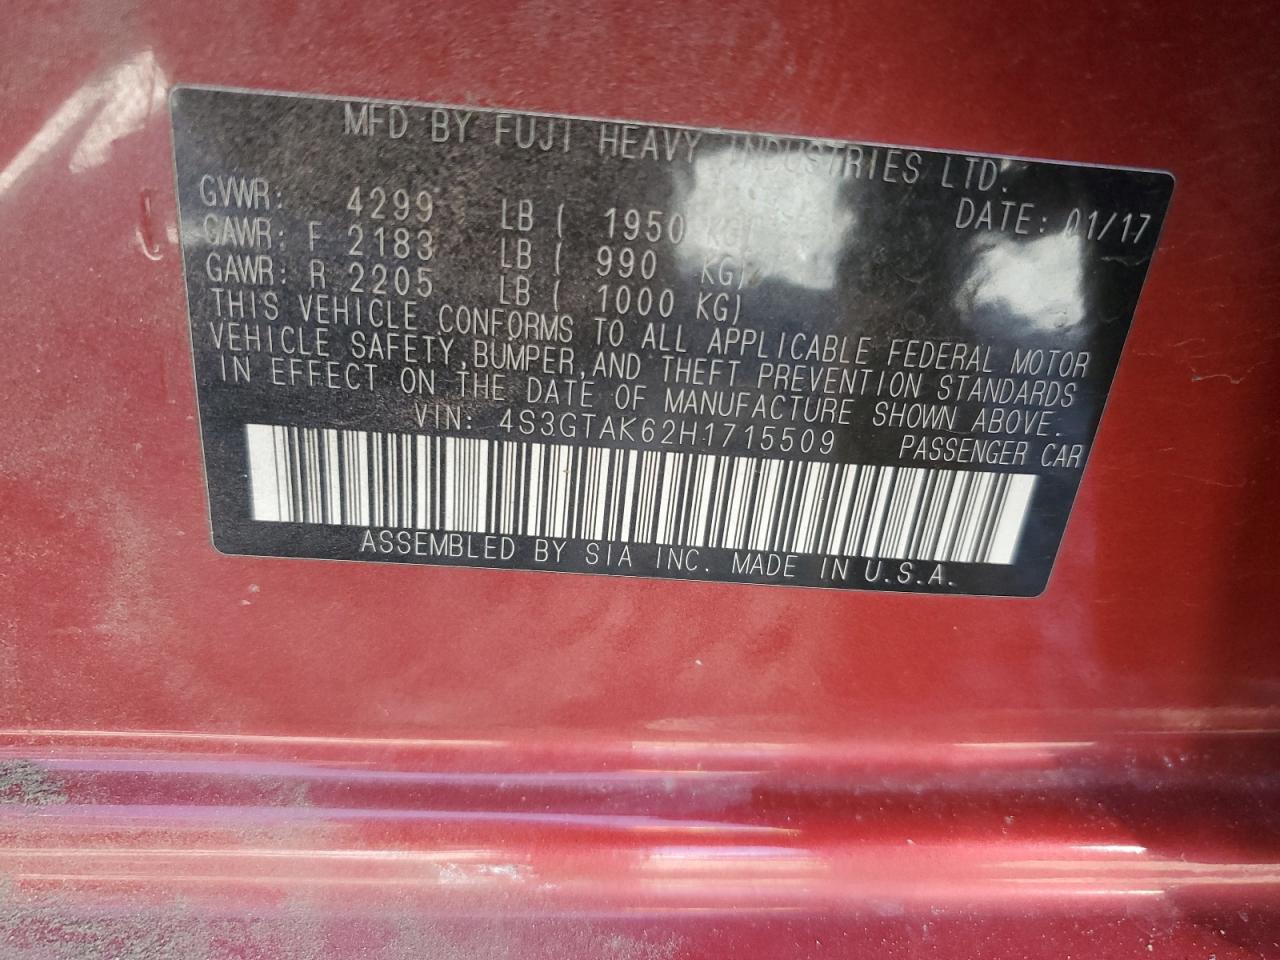 MFD BY FUJI HEAVY INDUSTRIES LTD.
DATE: 01/17
GVWR: 4299 LB ( 1950 KG)
GAWR: F 2183 LB ( 990 KG)
GAWR: R 2205 LB ( 1000 KG)
THIS VEHICLE CONFORMS TO ALL APPLICABLE FEDERAL MOTOR
VEHICLE SAFETY,BUMPER,AND THEFT PREVENTION STANDARDS
IN EFFECT ON THE DATE OF MANUFACTURE SHOWN ABOVE.
VIN: 4S3GTAK62H1715509 PASSENGER CAR
ASSEMBLED BY SIA INC. MADE IN U.S.A.